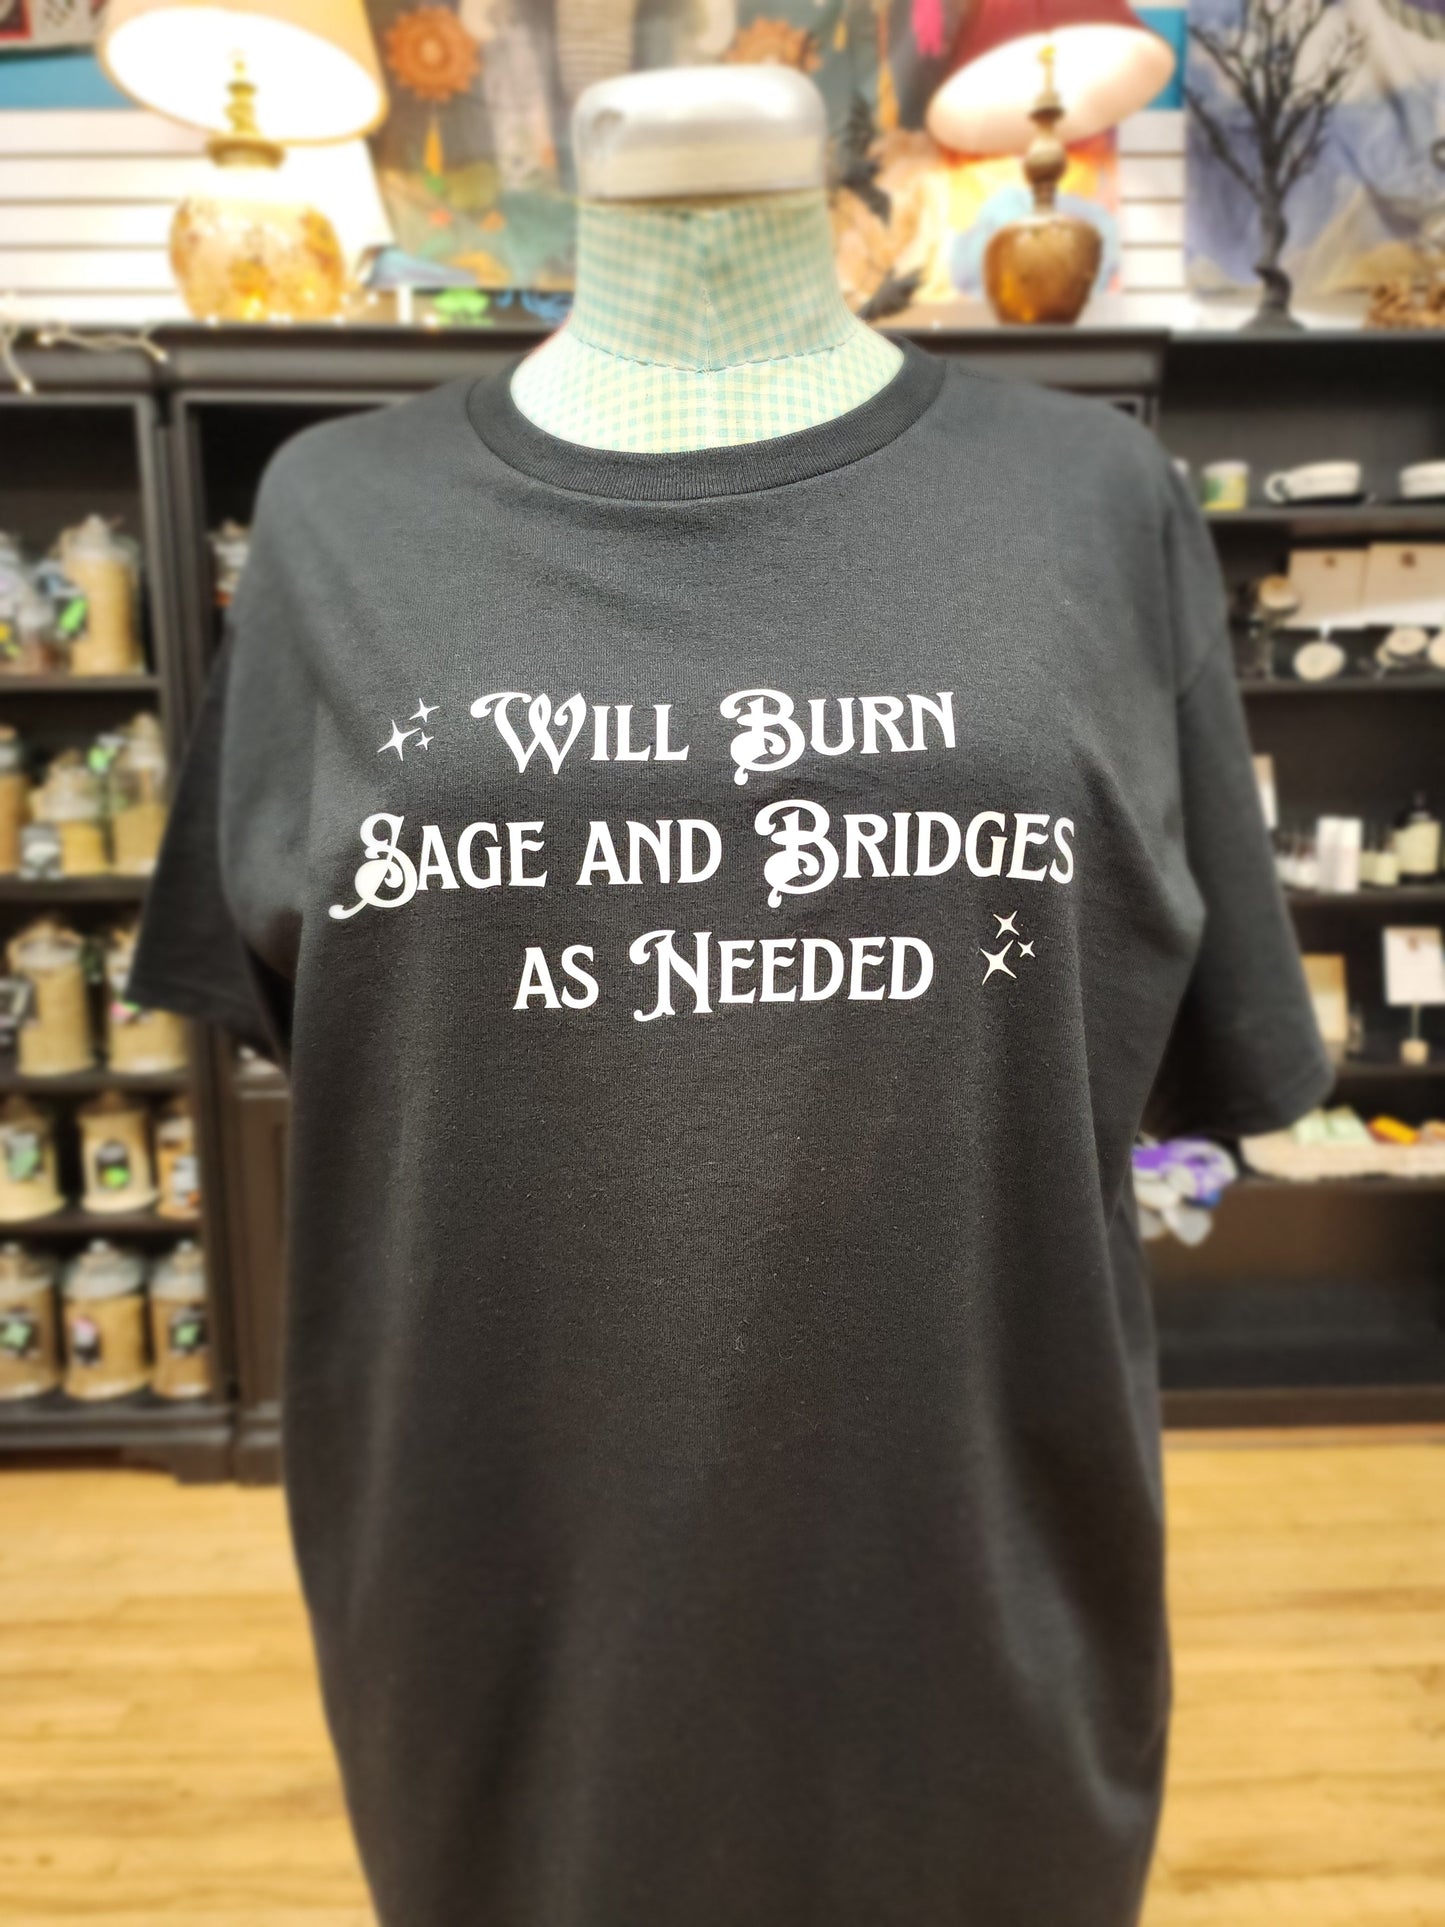 Will Burn
Sage and Bridges
as Needed